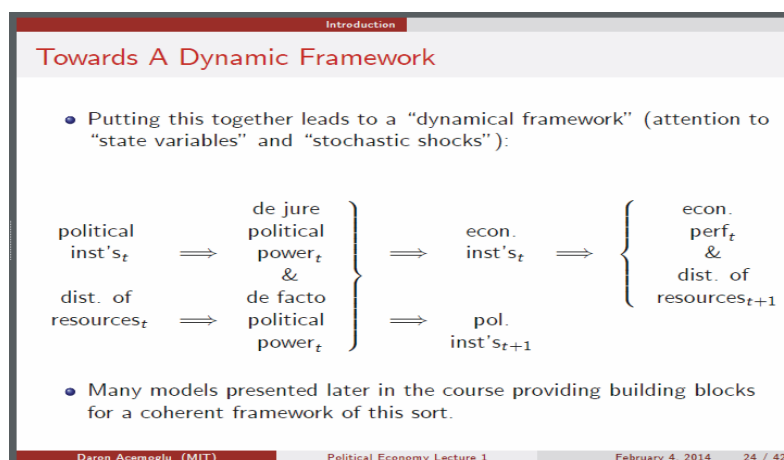 Introduction
Towards A Dynamic Framework
Putting this together leads to a “dynamical framework” (attention to
“state variables” and “stochastic shocks”):
political
inst's_t
⟹
dist. of
resources_t
⟹
de jure
political
power_t
&
de facto
political
power_t
⟹
econ.
inst's_t
⟹
pol.
inst's_{t+1}
⟹
econ.
perf_t
&
dist. of
resources_{t+1}
Many models presented later in the course providing building blocks
for a coherent framework of this sort.
Daron Acemoglu (MIT) Political Economy Lecture 1 February 4, 2014 24 / 42